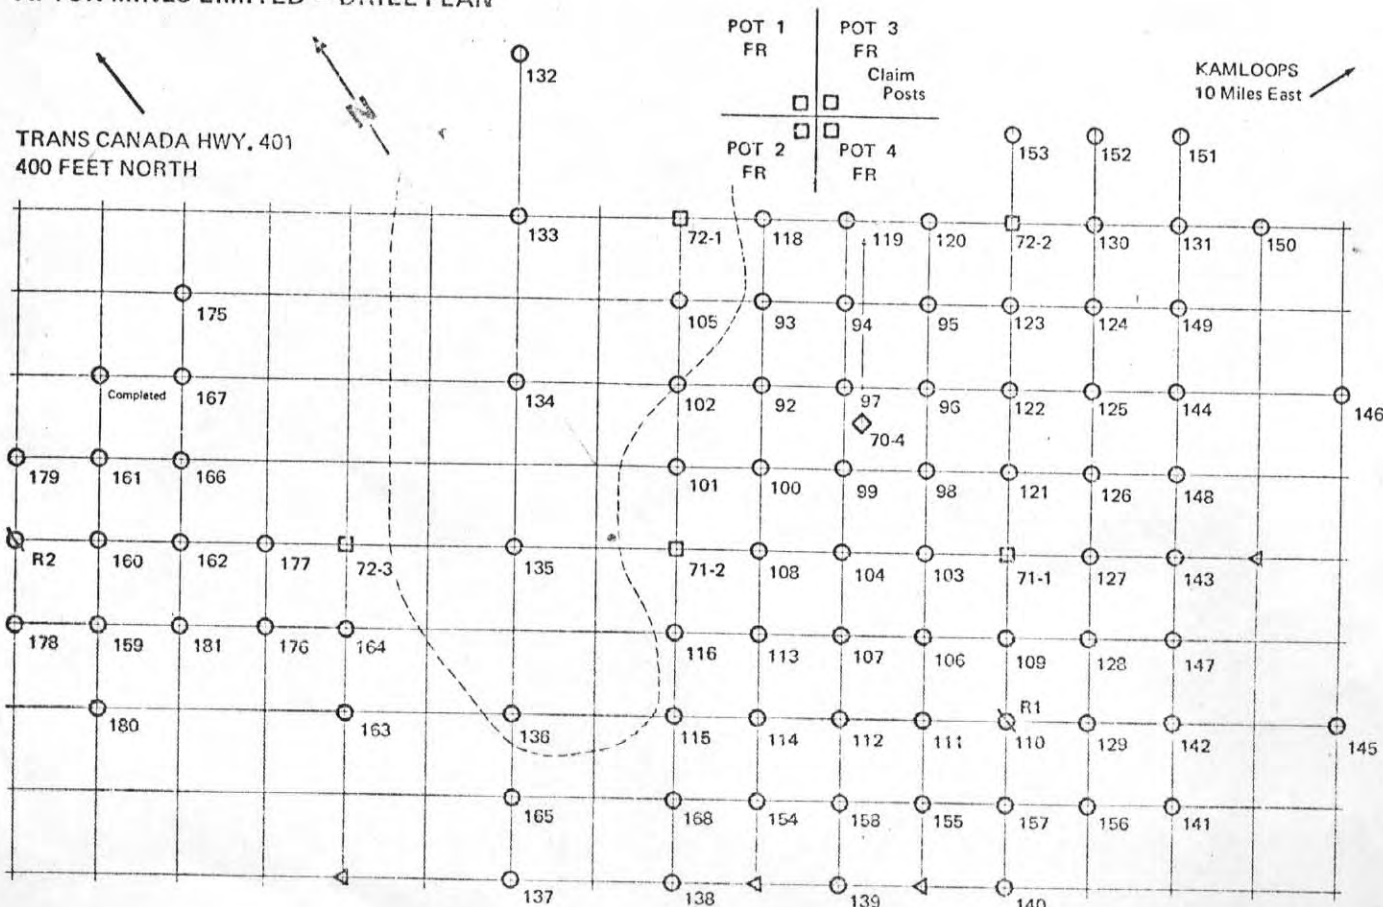 LIMITED
POT 1
FR
POT 3
FR
Claim
Posts
POT 2
FR
POT 4
FR
KAMLOOPS
10 Miles East
N
TRANS CANADA HWY. 401
400 FEET NORTH
132
153 152 151
133 72-1 118 119 120 72-2 130 131 150
175 105 93 94 95 123 124 149
Completed 167 134 102 92 97 96 122 125 144 146
70-4
179 161 166 101 100 99 98 121 126 148
R2 160 162 177 72-3 135 71-2 108 104 103 71-1 127 143
178 159 181 176 164 116 113 107 106 109 128 147
R1
180 163 136 115 114 112 111 110 129 142 145
165 168 154 158 155 157 156 141
137 138 139 140